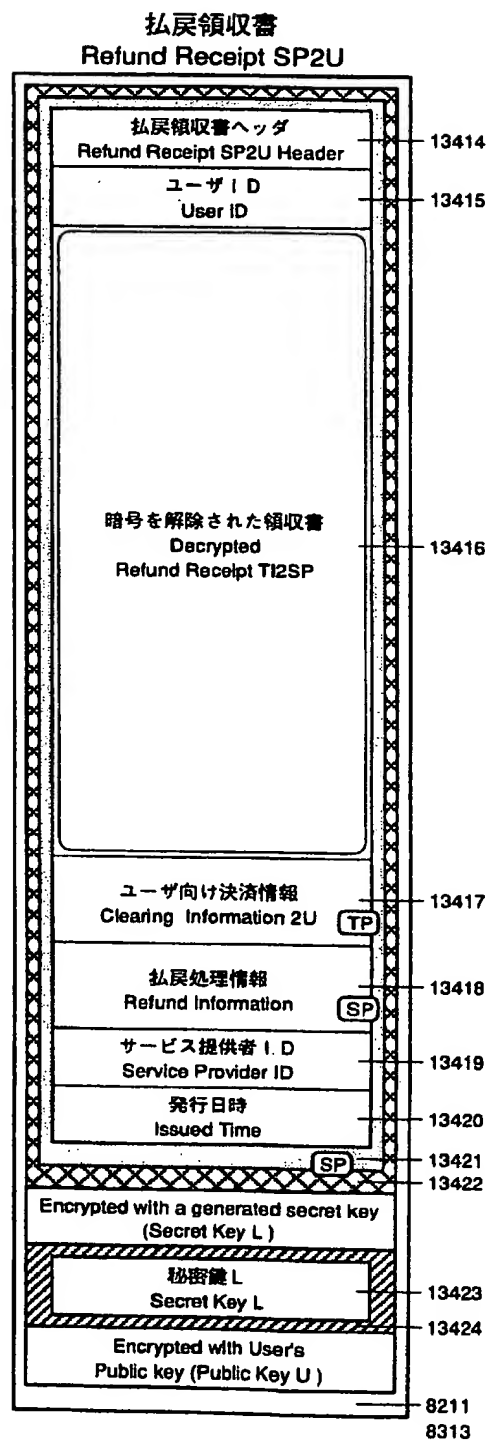 払戻領収書
Refund Receipt SP2U
払戻領収書ヘッダ
Refund Receipt SP2U Header
13414
ユーザID
User ID
13415
暗号を解除された領収書
Decrypted
Refund Receipt TI2SP
13416
ユーザ向け決済情報
Clearing Information 2U
TP
13417
払戻処理情報
Refund Information
SP
13418
サービス提供者ID
Service Provider ID
13419
発行日時
Issued Time
13420
SP
13421
13422
Encrypted with a generated secret key
(Secret Key L )
秘密鍵L
Secret Key L
13423
13424
Encrypted with User's
Public key (Public Key U )
8211
8313